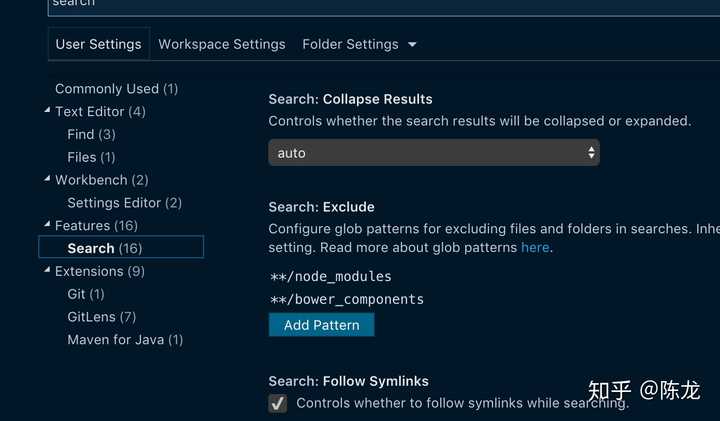 search
User Settings Workspace Settings Folder Settings
Commonly Used (1)
Text Editor (4)
Find (3)
Files (1)
Workbench (2)
Settings Editor (2)
Features (16)
Search (16)
Extensions (9)
Git (1)
GitLens (7)
Maven for Java (1)
Search: Collapse Results
Controls whether the search results will be collapsed or expanded.
auto
Search: Exclude
Configure glob patterns for excluding files and folders in searches. Inhe
setting. Read more about glob patterns here.
**/node_modules
**/bower_components
Add Pattern
Search: Follow Symlinks
Controls whether to follow symlinks while searching.
知乎 @陈龙